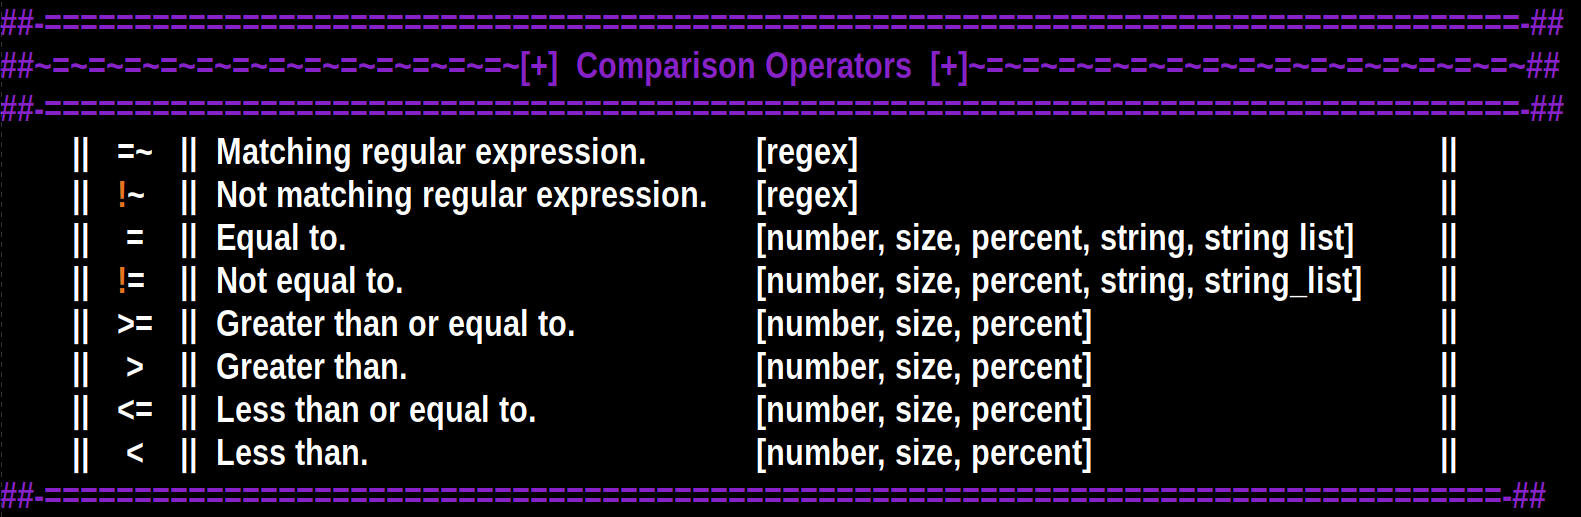 ##-==================================================================================-##
##~=~=~=~=~=~=~=~=~=~=~=~=~=~[+]  Comparison Operators  [+]~=~=~=~=~=~=~=~=~=~=~=~=~=~=~=~##
##-==================================================================================-##
|| =~ || Matching regular expression. [regex] ||
|| !~ || Not matching regular expression. [regex] ||
|| = || Equal to. [number, size, percent, string, string list] ||
|| != || Not equal to. [number, size, percent, string, string_list] ||
|| >= || Greater than or equal to. [number, size, percent] ||
|| > || Greater than. [number, size, percent] ||
|| <= || Less than or equal to. [number, size, percent] ||
|| < || Less than. [number, size, percent] ||
##-=================================================================================-##